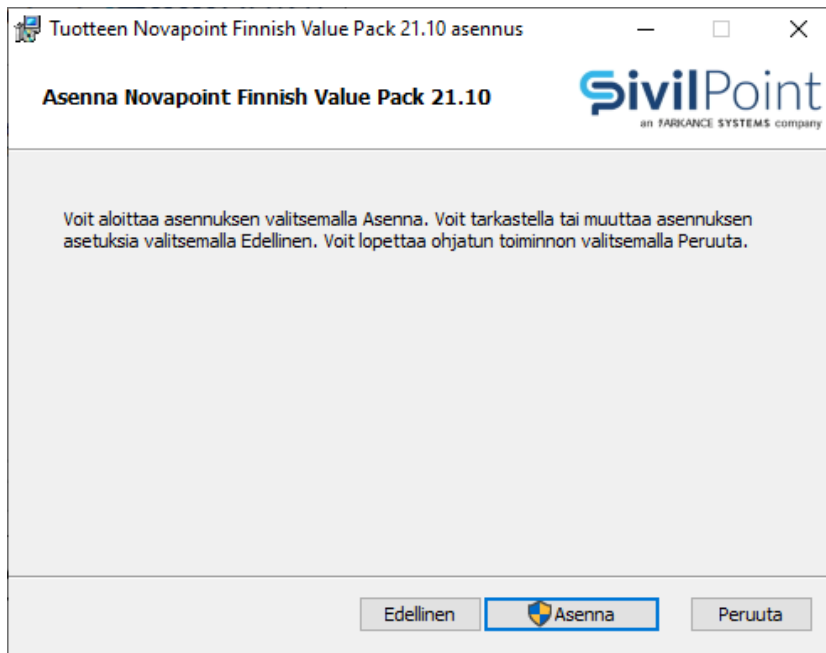 Tuotteen Novapoint Finnish Value Pack 21.10 asennus
Asenna Novapoint Finnish Value Pack 21.10
SivilPoint
an ARKANCE SYSTEMS company
Voit aloittaa asennuksen valitsemalla Asenna. Voit tarkastella tai muuttaa asennuksen
asetuksia valitsemalla Edellinen. Voit lopettaa ohjatun toiminnon valitsemalla Peruuta.
Edellinen
Asenna
Peruuta